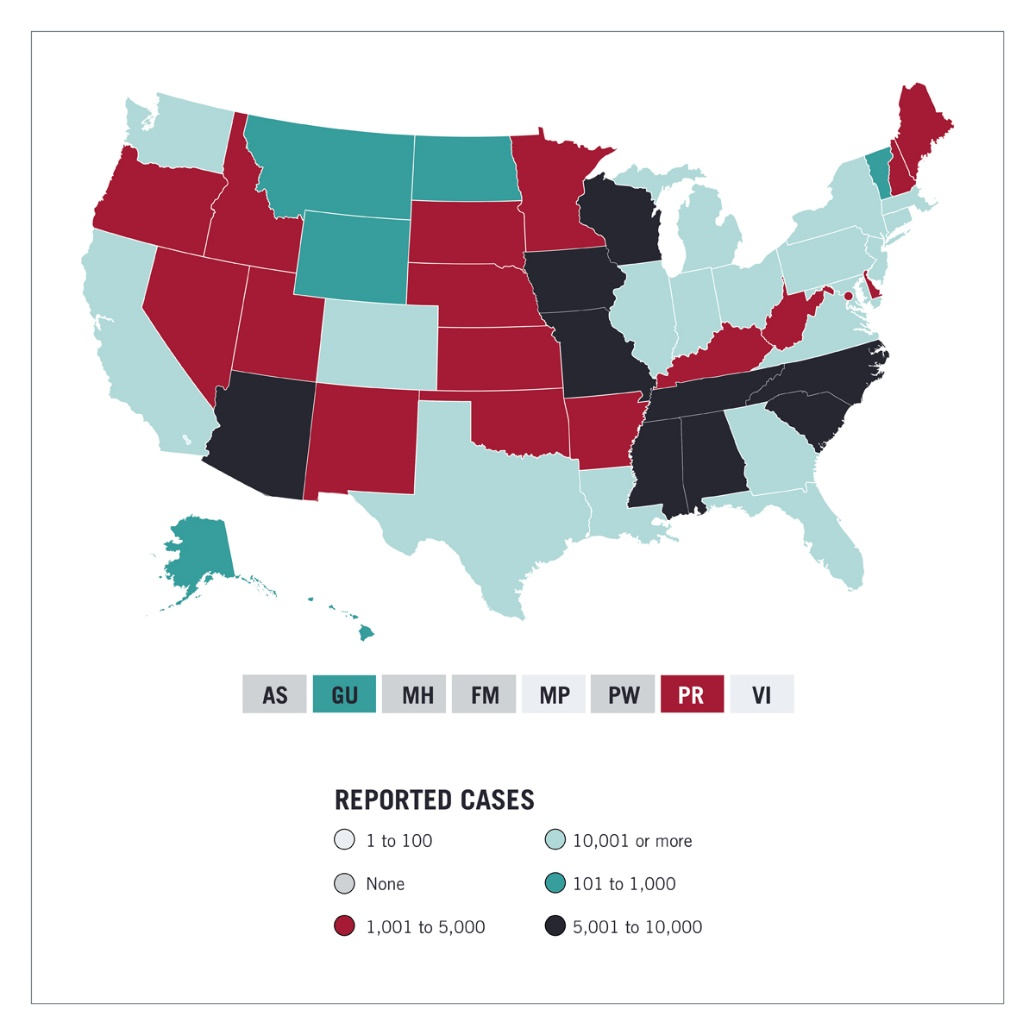 AS GU MH FM MP PW PR VI
REPORTED CASES
1 to 100
10,001 or more
None
101 to 1,000
1,001 to 5,000
5,001 to 10,000